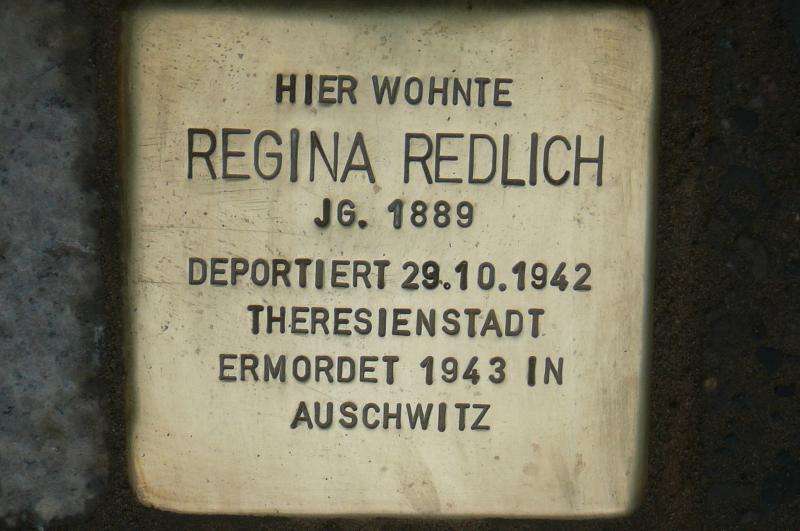 HIER WOHNTE
REGINA REDLICH
JG. 1889
DEPORTIERT 29.10.1942
THERESIENSTADT
ERMORDET 1943 IN
AUSCHWITZ